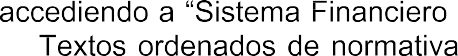 accediendo a “Sistema Financiero
Textos ordenados de normativa